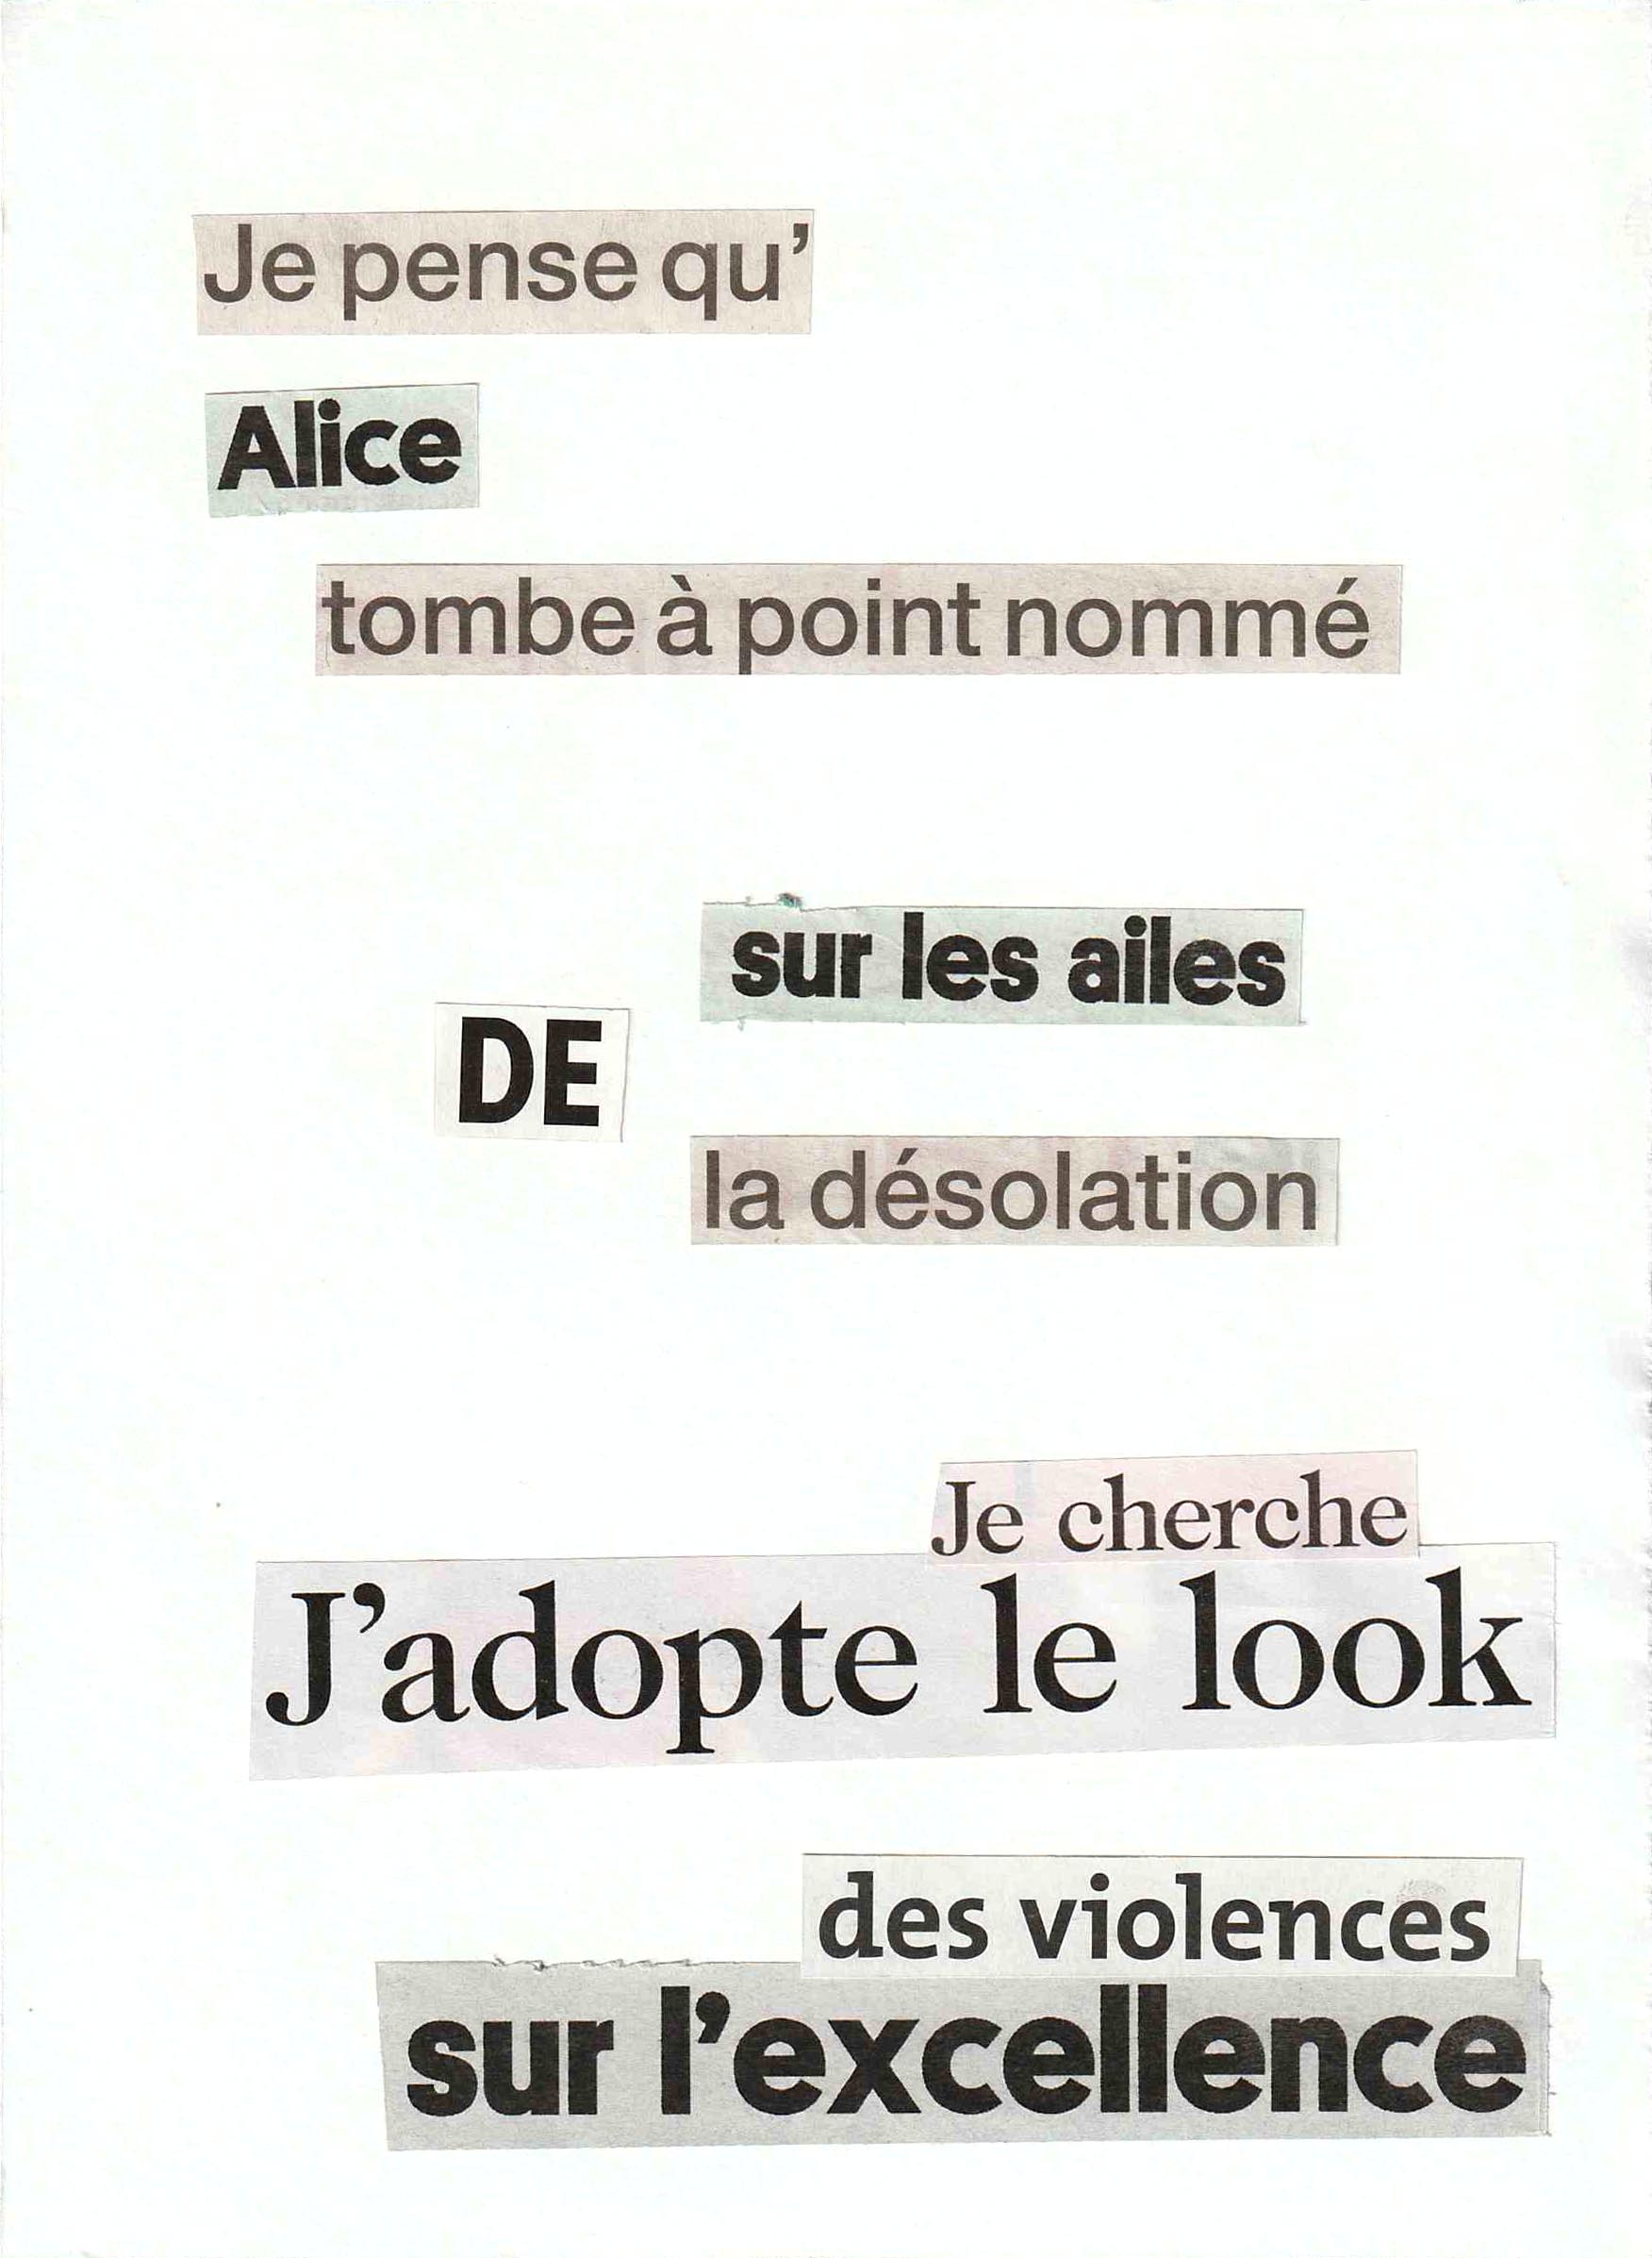 Je pense qu’
Alice
tombe à point nommé
sur les ailes
DE
la désolation
Je cherche
J’adopte le look
des violences
sur l’excellence